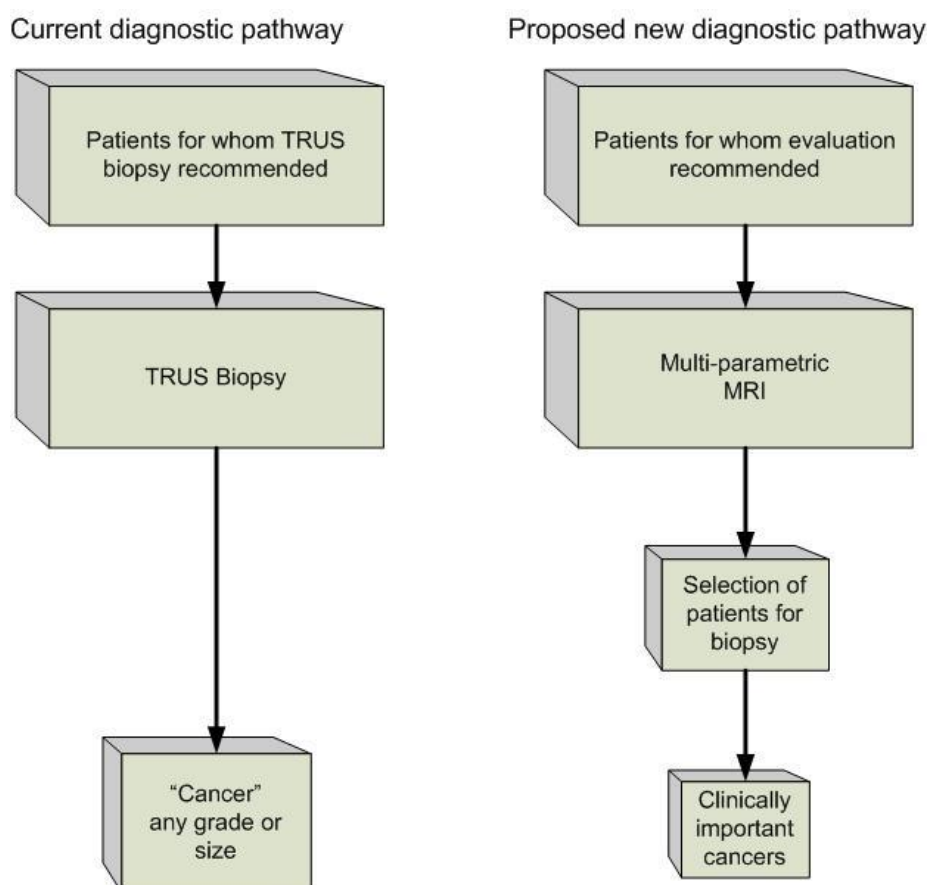 Current diagnostic pathway
Patients for whom TRUS
biopsy recommended
TRUS Biopsy
“Cancer”
any grade or
size
Proposed new diagnostic pathway
Patients for whom evaluation
recommended
Multi-parametric
MRI
Selection of
patients for
biopsy
Clinically
important
cancers